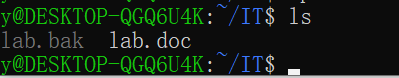 y@DESKTOP-QGQ6U4K:~/IT$ ls
lab.bak  lab.doc
y@DESKTOP-QGQ6U4K:~/IT$